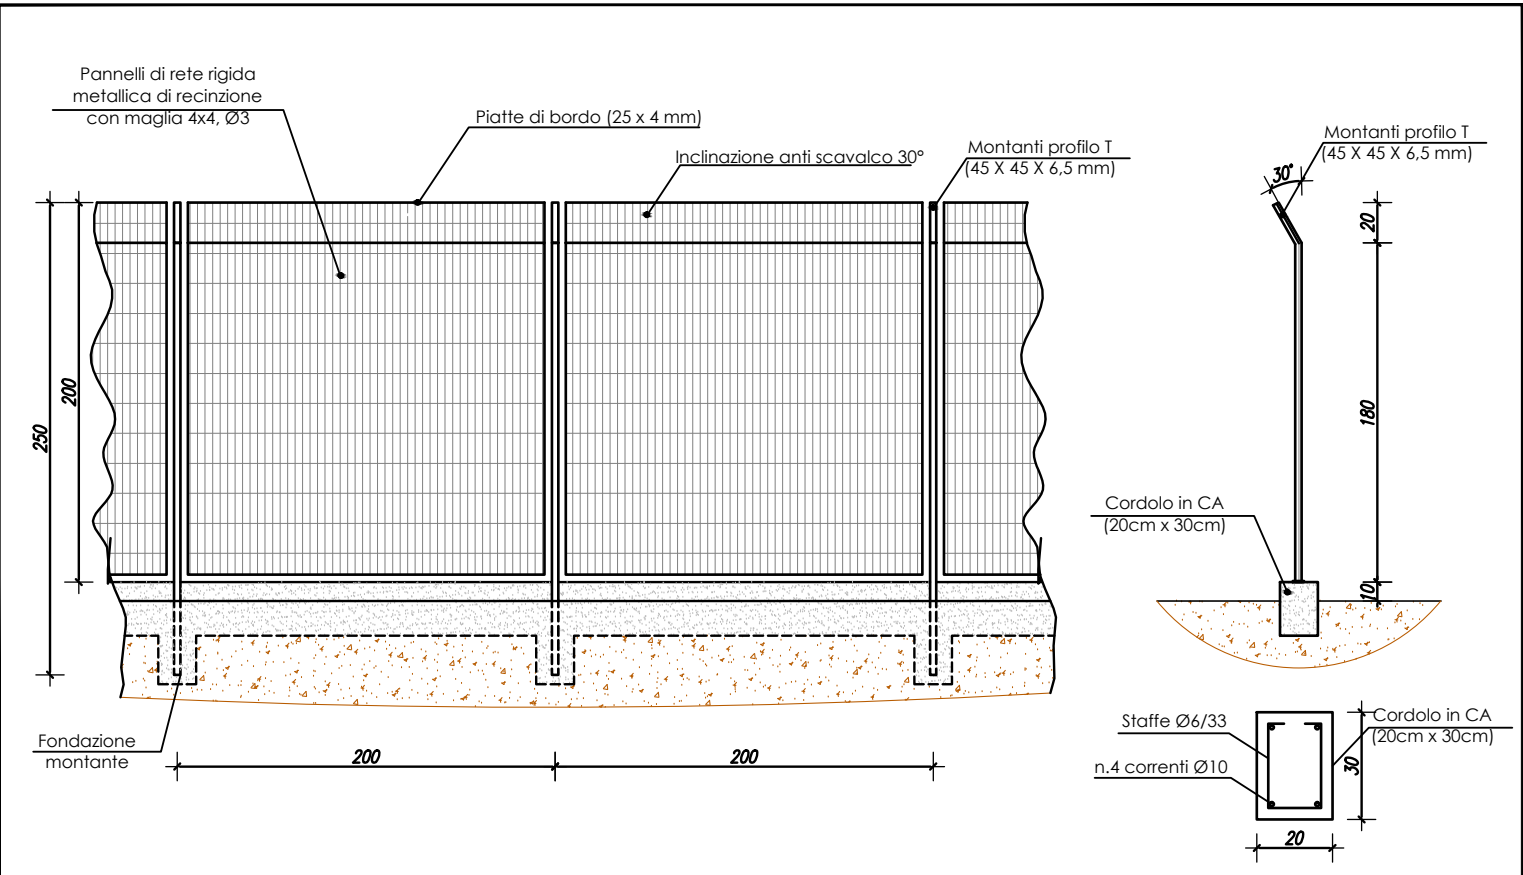 Pannelli di rete rigida
metallica di recinzione
con maglia 4x4, Ø3
Piatte di bordo (25 x 4 mm)
Inclinazione anti scavalco 30°
Montanti profilo T
(45 X 45 X 6,5 mm)
Montanti profilo T
(45 X 45 X 6,5 mm)
30°
20
200
250
180
Cordolo in CA
(20cm x 30cm)
10
Fondazione
montante
200
200
Staffe Ø6/33
n.4 correnti Ø10
Cordolo in CA
(20cm x 30cm)
30
20